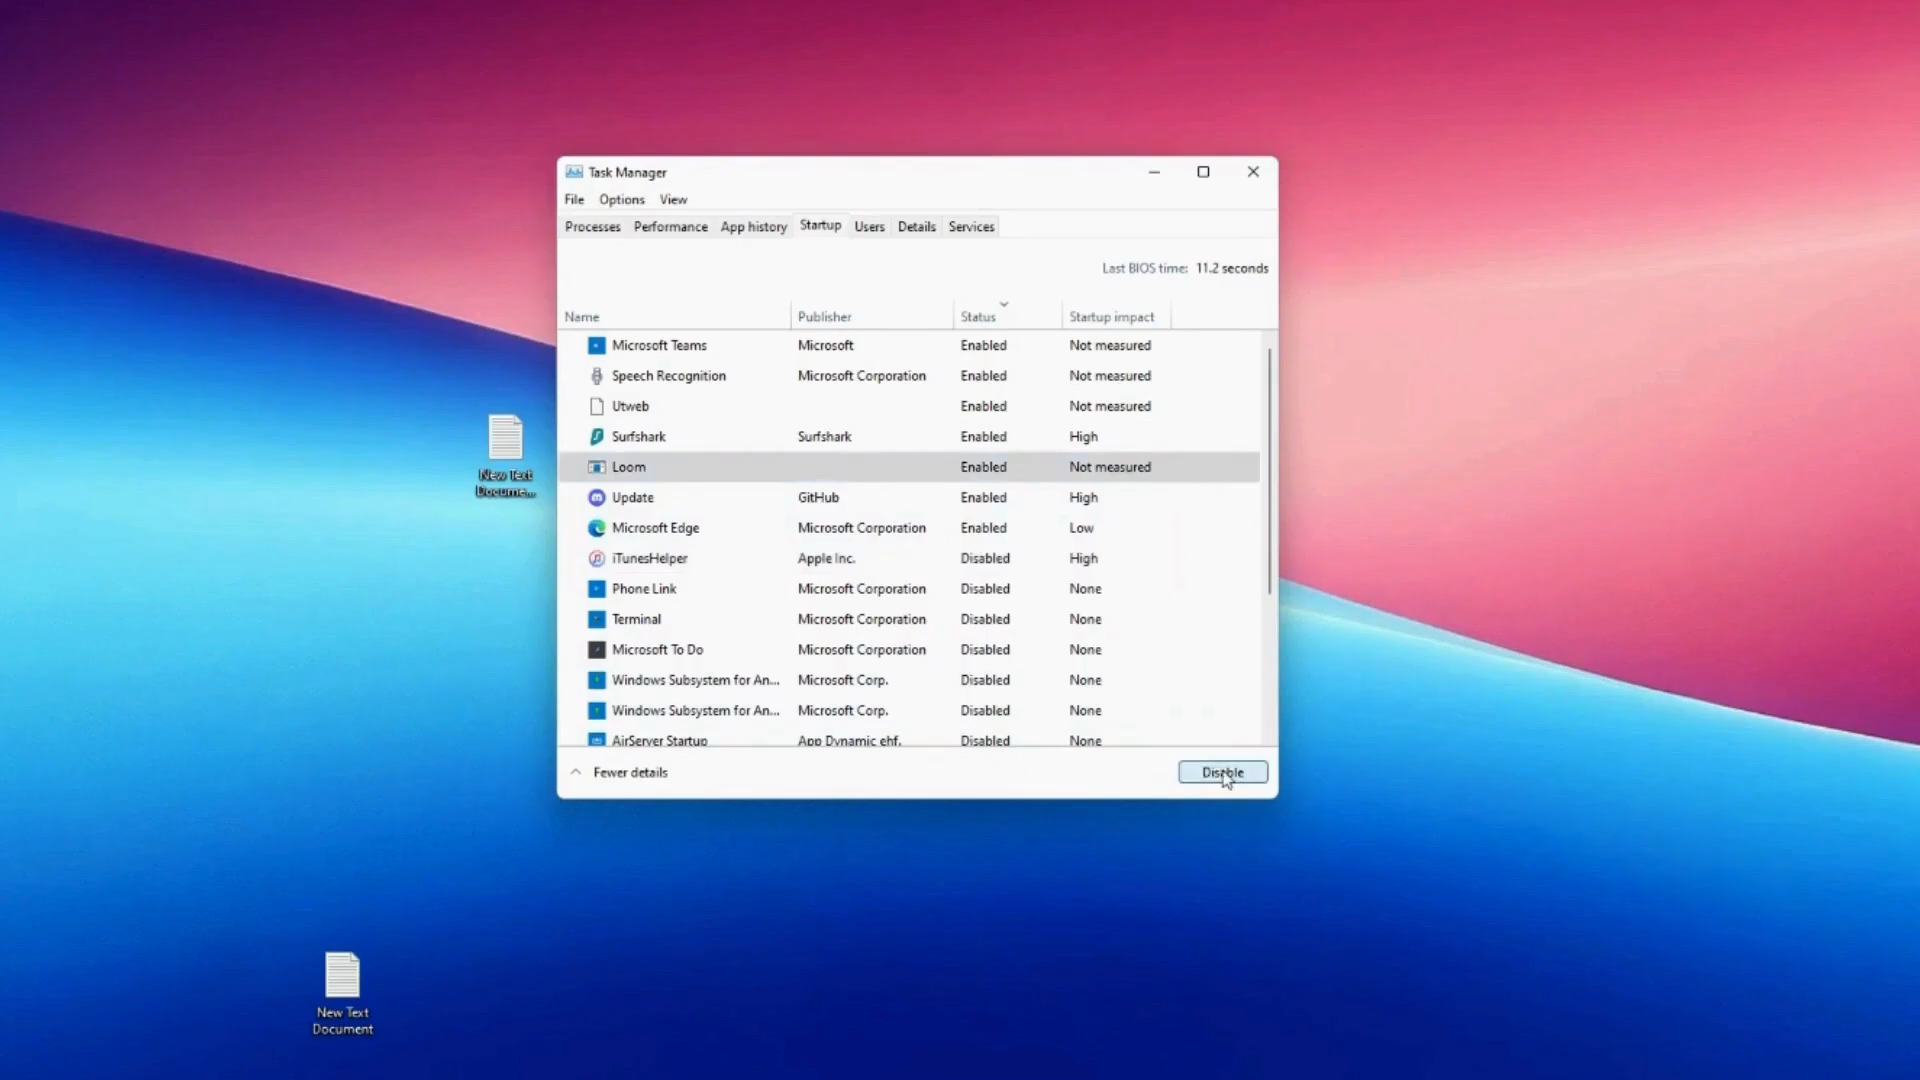 Task Manager
File Options View
Processes Performance App history Startup Users Details Services
Last BIOS time: 11.2 seconds
Name Publisher Status Startup impact
Microsoft Teams Microsoft Enabled Not measured
Speech Recognition Microsoft Corporation Enabled Not measured
Utweb Enabled Not measured
Surfshark Surfshark Enabled High
Loom Enabled Not measured
Update GitHub Enabled High
Microsoft Edge Microsoft Corporation Enabled Low
iTunesHelper Apple Inc. Disabled High
Phone Link Microsoft Corporation Disabled None
Terminal Microsoft Corporation Disabled None
Microsoft To Do Microsoft Corporation Disabled None
Windows Subsystem for An... Microsoft Corp. Disabled None
Windows Subsystem for An... Microsoft Corp. Disabled None
AirServer Startup App Dynamic ehf. Disabled None
Fewer details Disable
New Text
Docume...
New Text
Document